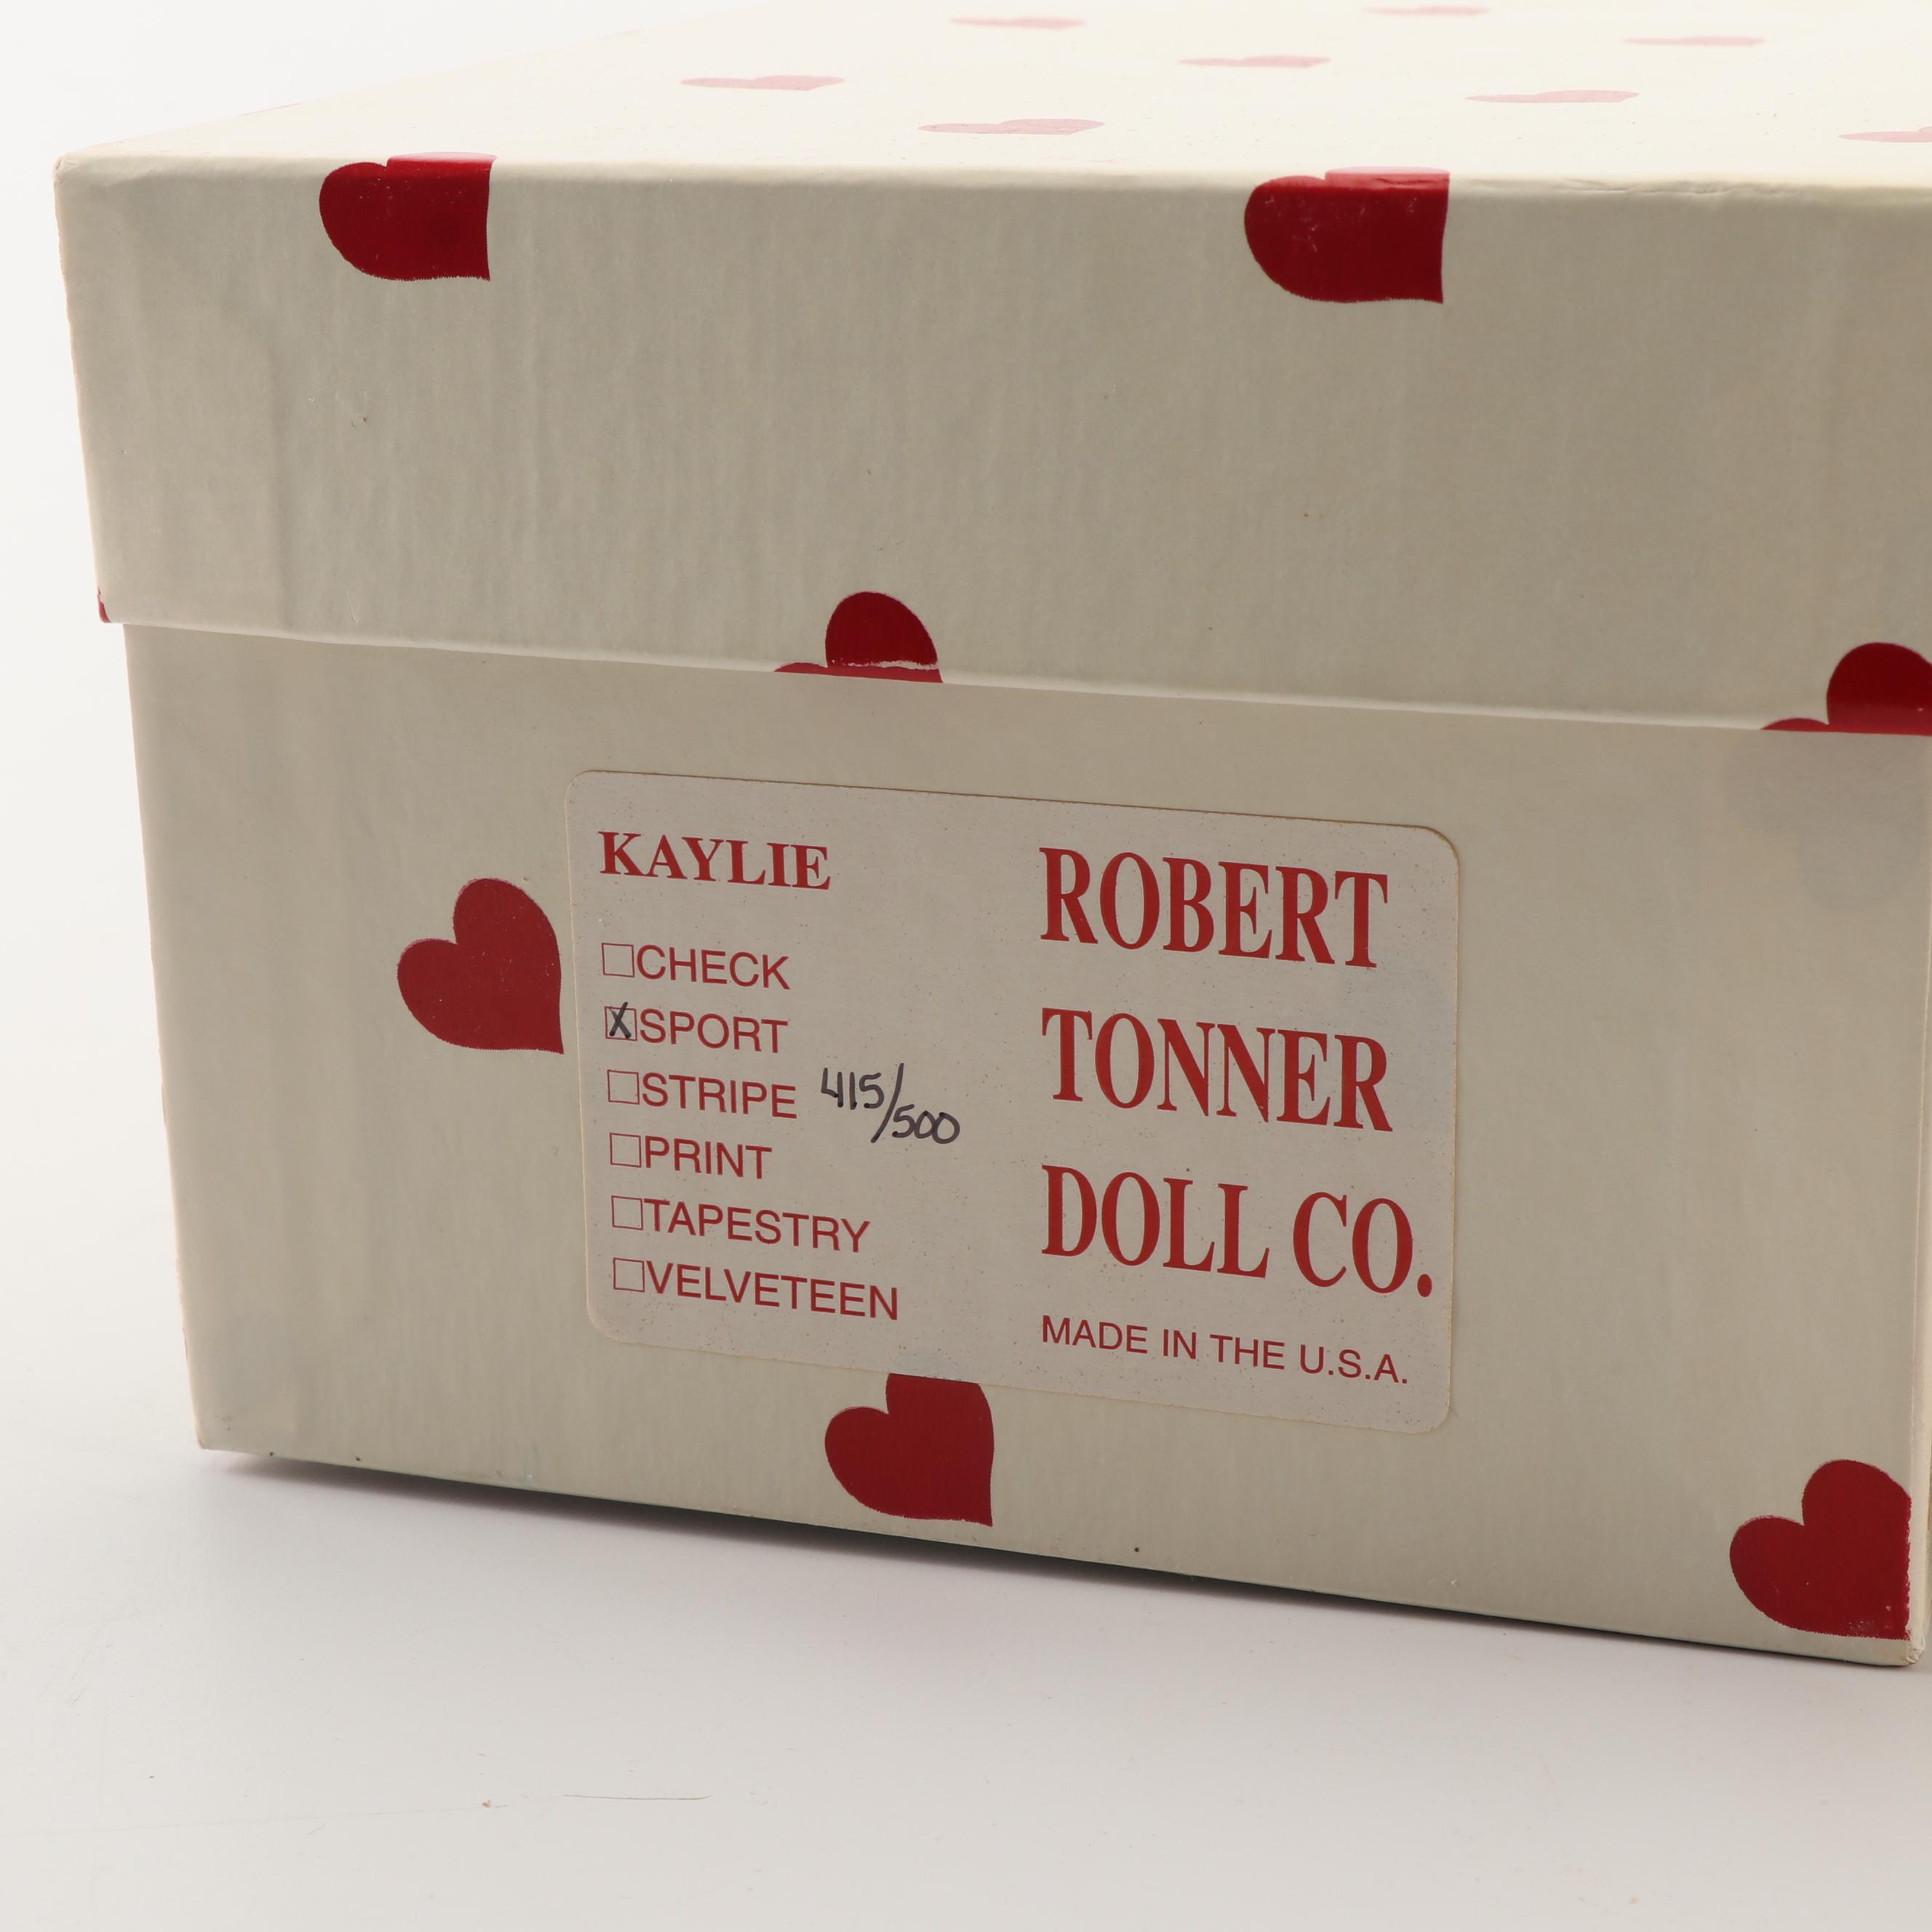 KAYLIE
☐CHECK
☒SPORT
☐STRIPE 415/500
☐PRINT
☐TAPESTRY
☐VELVETEEN
ROBERT
TONNER
DOLL CO.
MADE IN THE U.S.A.